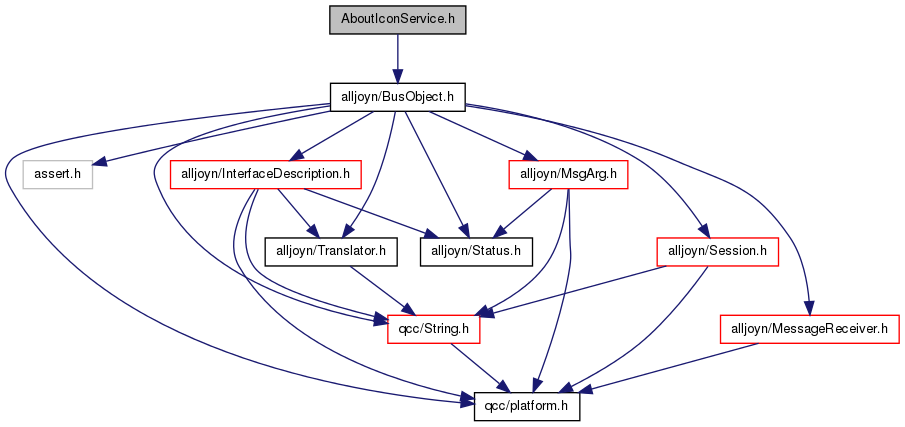 AboutIconService.h
alljoyn/BusObject.h
assert.h
alljoyn/InterfaceDescription.h
alljoyn/MsgArg.h
alljoyn/Translator.h
alljoyn/Status.h
alljoyn/Session.h
qcc/String.h
alljoyn/MessageReceiver.h
qcc/platform.h